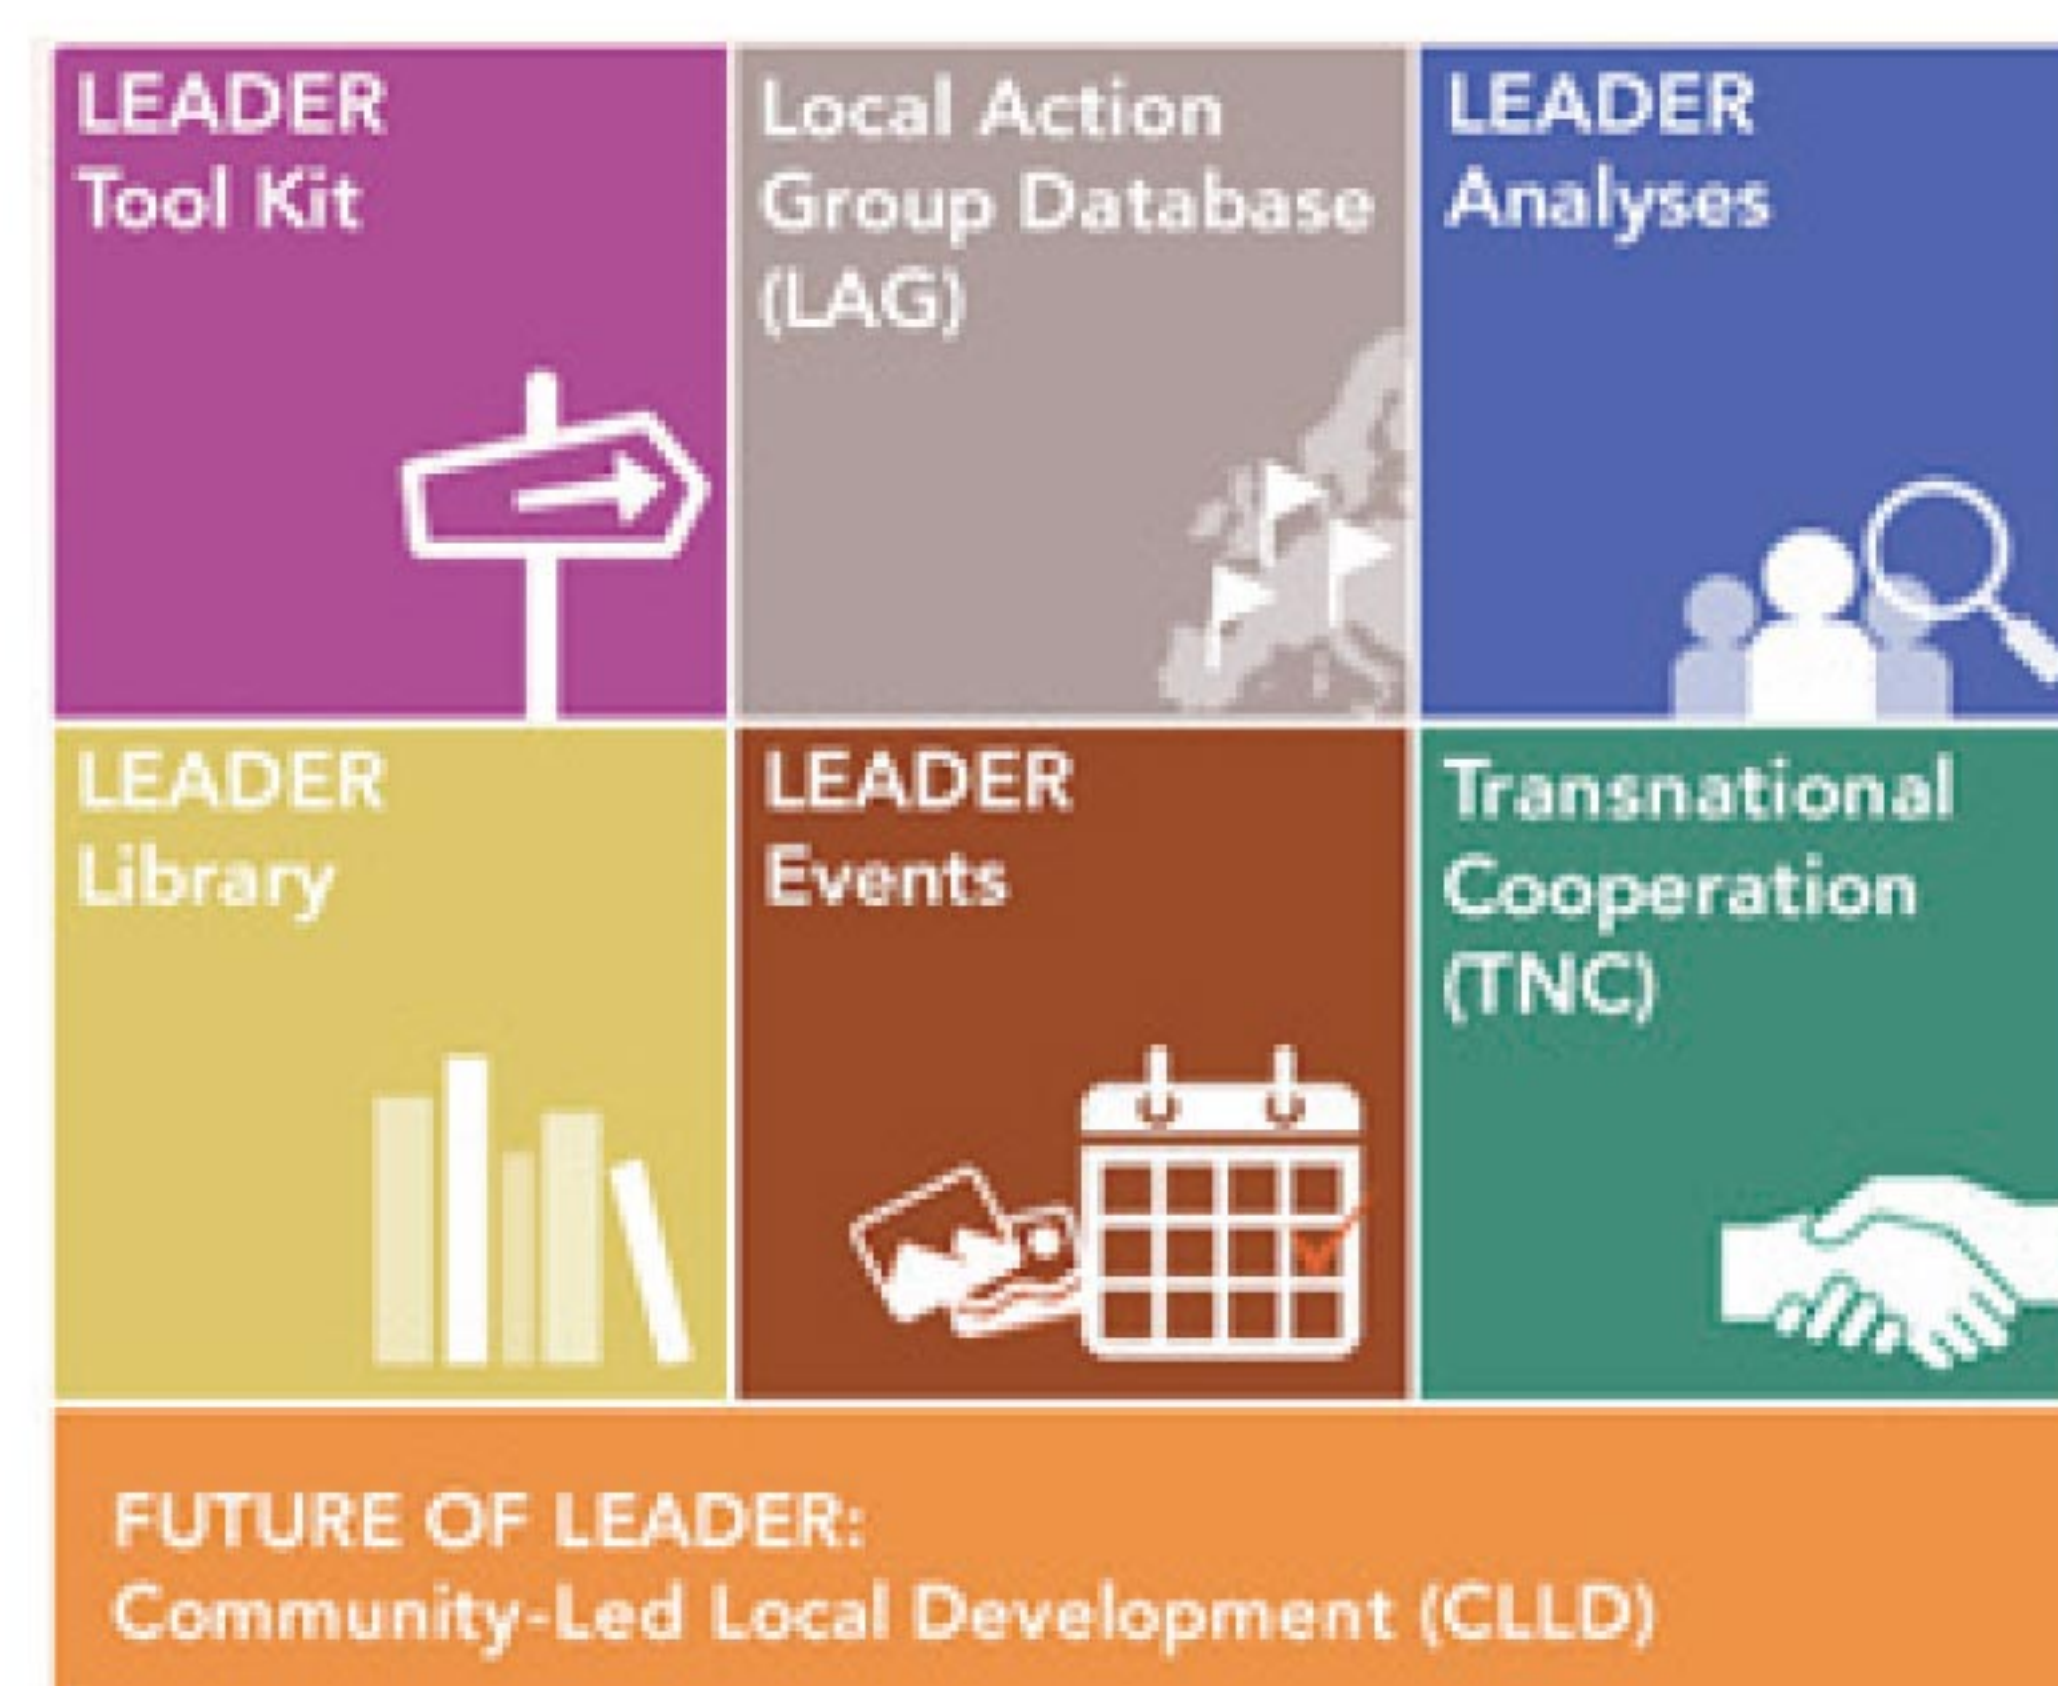 LEADER
Tool Kit
Local Action
Group Database
(LAG)
LEADER
Analyses
LEADER
Library
LEADER
Events
Transnational
Cooperation
(TNC)
FUTURE OF LEADER:
Community-Led Local Development (CLLD)